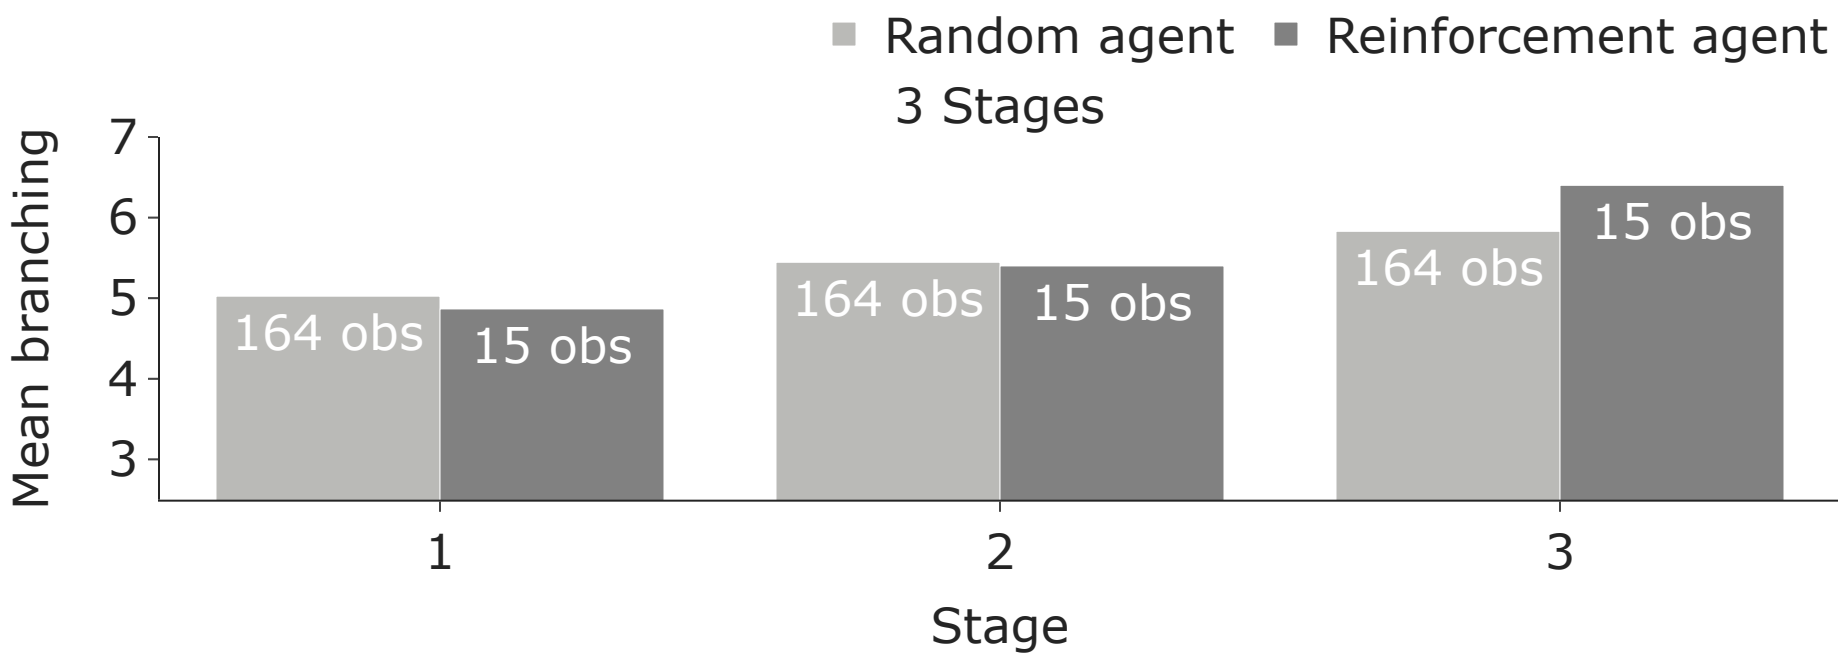 Random agent Reinforcement agent
3 Stages
Mean branching
7
6
5
4
3
164 obs 15 obs 164 obs 15 obs 164 obs 15 obs
1 2 3
Stage